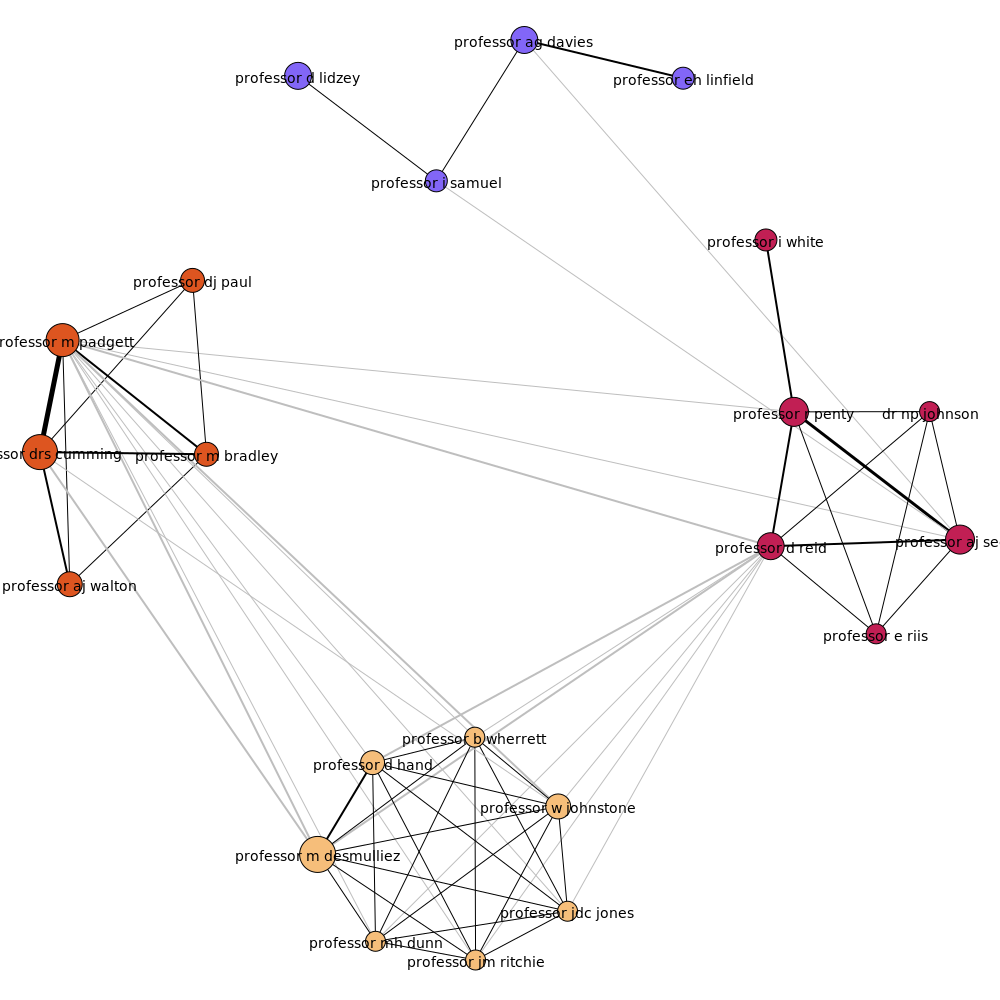 professor ag davies
professor d lidzey
professor eh linfield
professor i samuel
professor i white
professor dj paul
rofessor m padgett
professor r penty
dr np johnson
ssor drs cumming
professor m bradley
professor aj se
professor d reid
professor aj walton
professor e riis
professor b wherrett
professor d hand
professor w johnstone
professor m desmulliez
professor jdc jones
professor mh dunn
professor jm ritchie